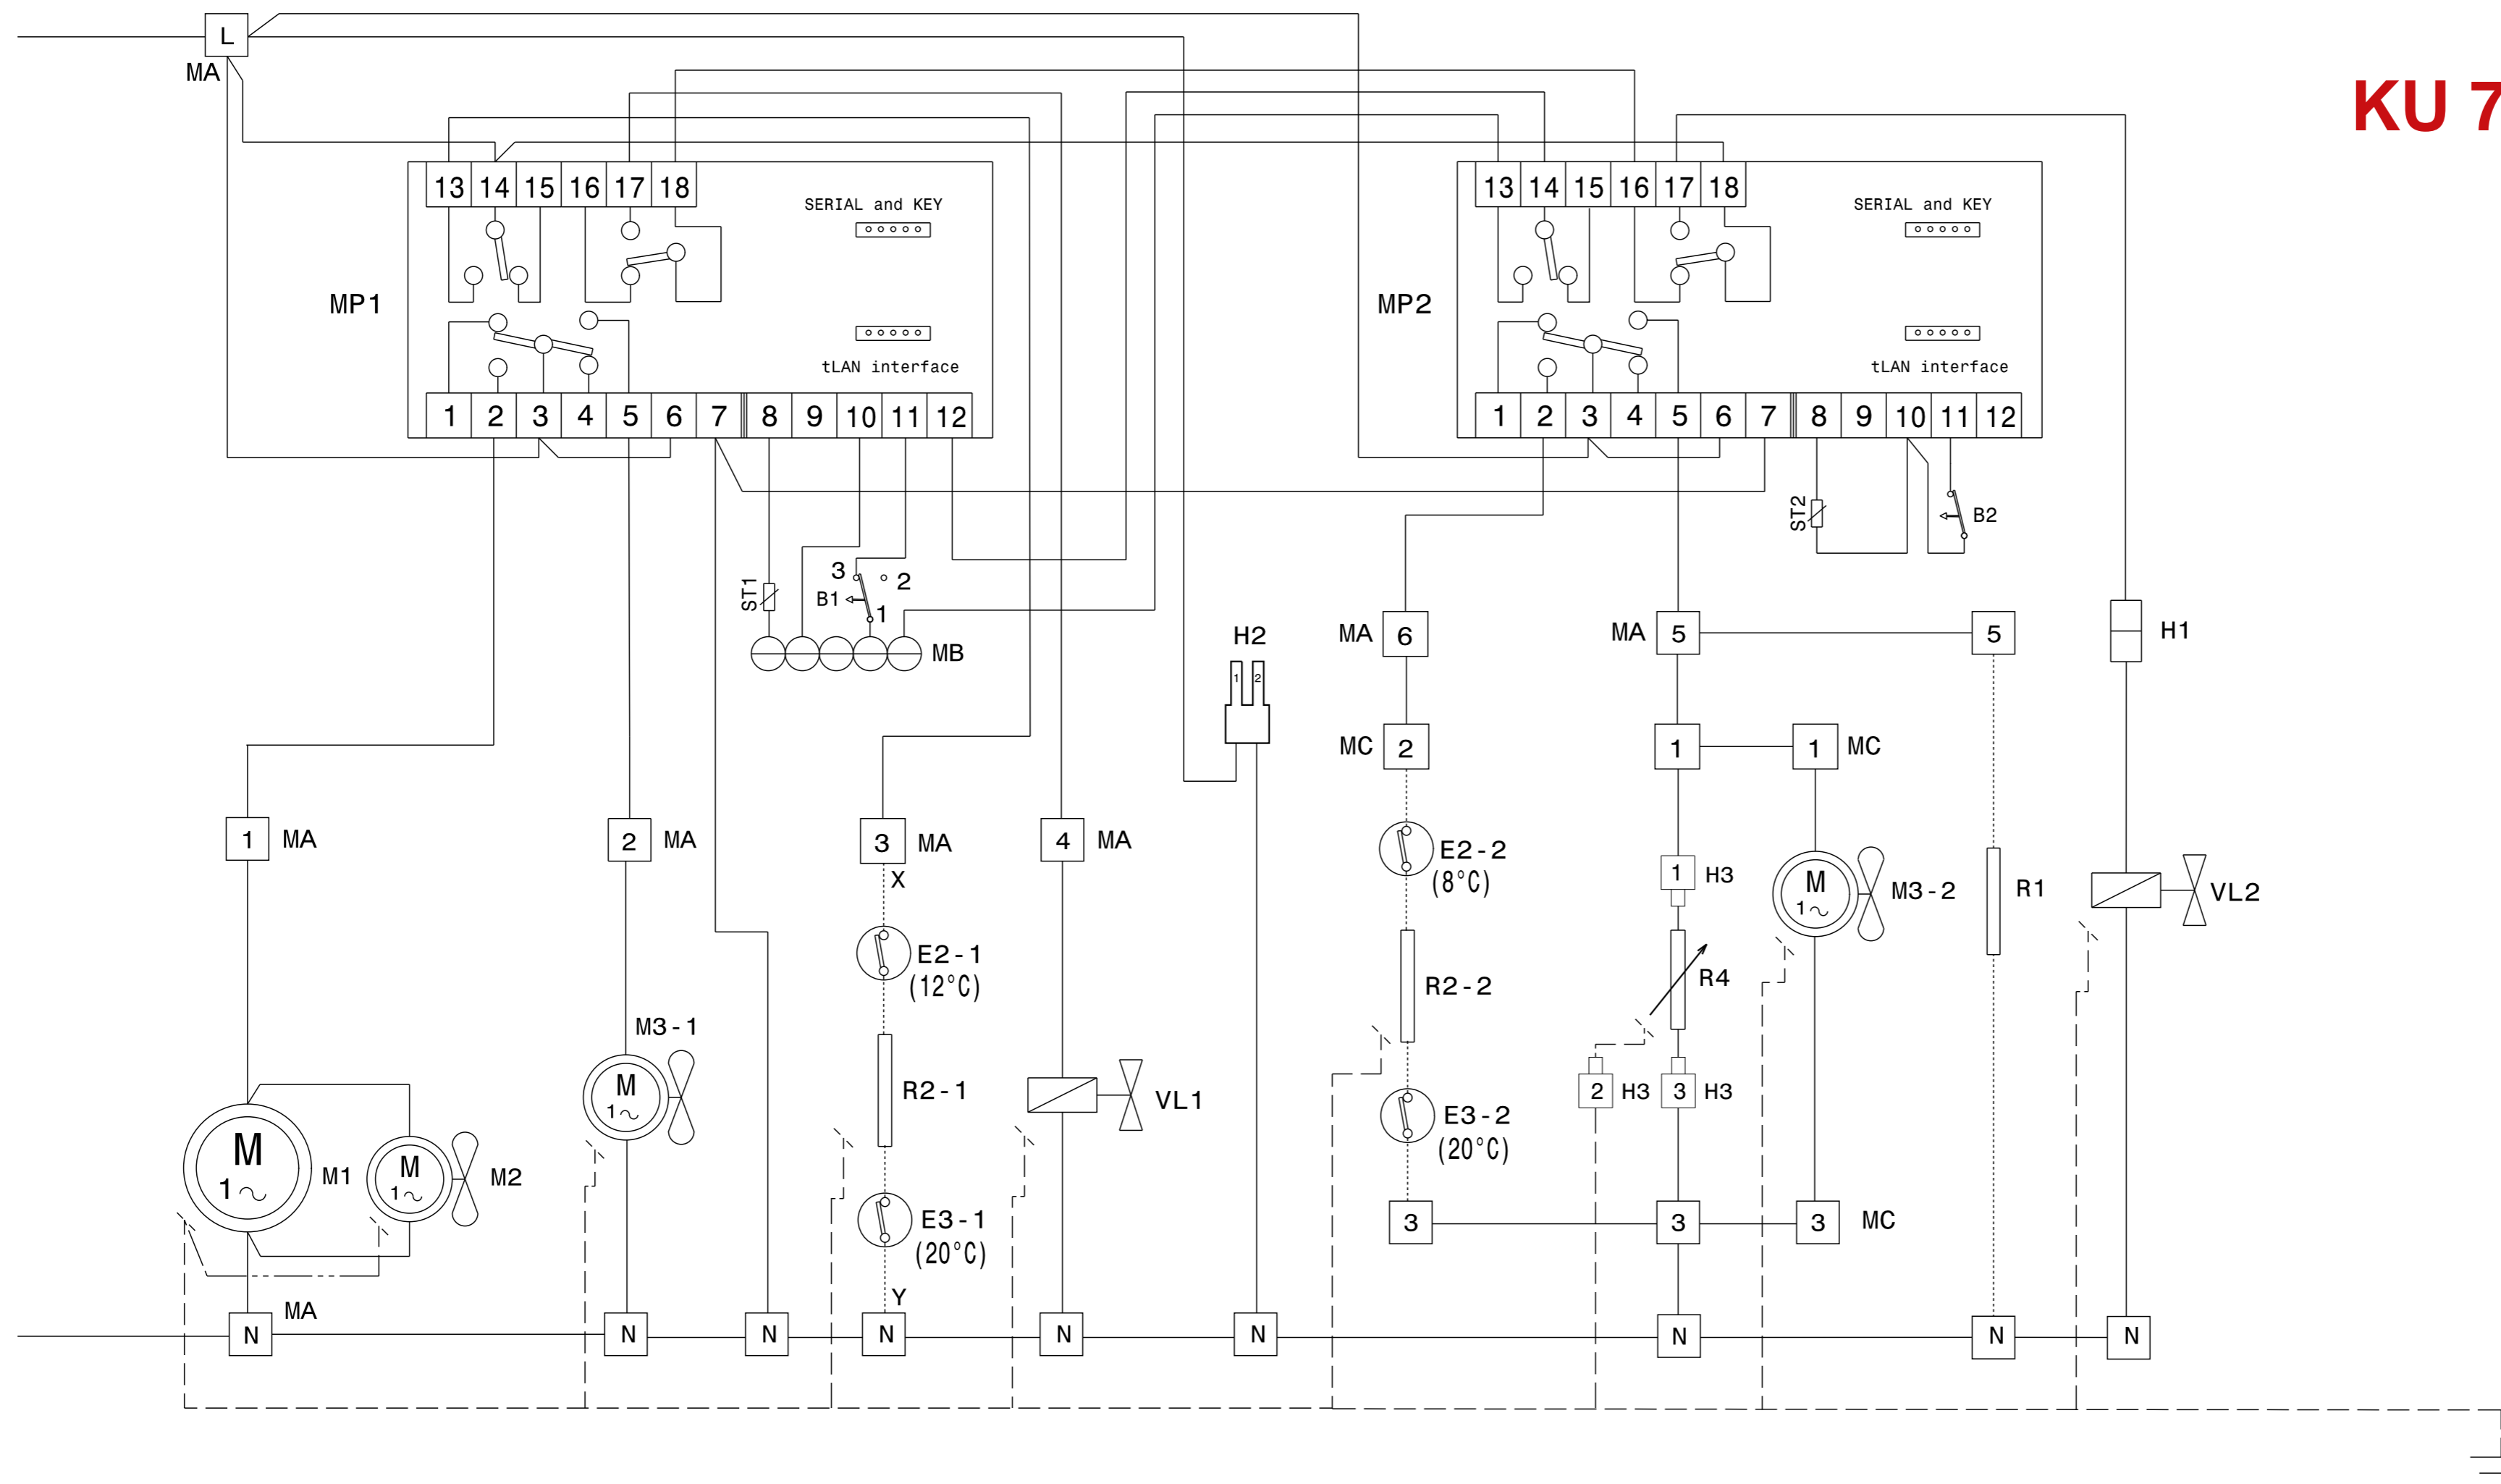 L
MA
KU 7
13 14 15 16 17 18
SERIAL and KEY
13 14 15 16 17 18
SERIAL and KEY
MP1
MP2
tLAN interface
tLAN interface
1 2 3 4 5 6 7 8 9 10 11 12
1 2 3 4 5 6 7 8 9 10 11 12
ST1
3
2
B1
1
MB
ST2
B2
H2
1 2
MA 6
MA 5
5
H1
MC 2
1
1 MC
1 MA
2 MA
3 MA
4 MA
X
E2-2
(8°C)
1 H3
M
1~
M3-2
R1
VL2
E2-1
(12°C)
R2-2
R4
M3-1
M
1~
R2-1
VL1
2 H3
3 H3
E3-2
(20°C)
M
1~
M1
M
1~
M2
E3-1
(20°C)
3
3
3
MC
Y
MA
N
N
N
N
N
N
N
N
N